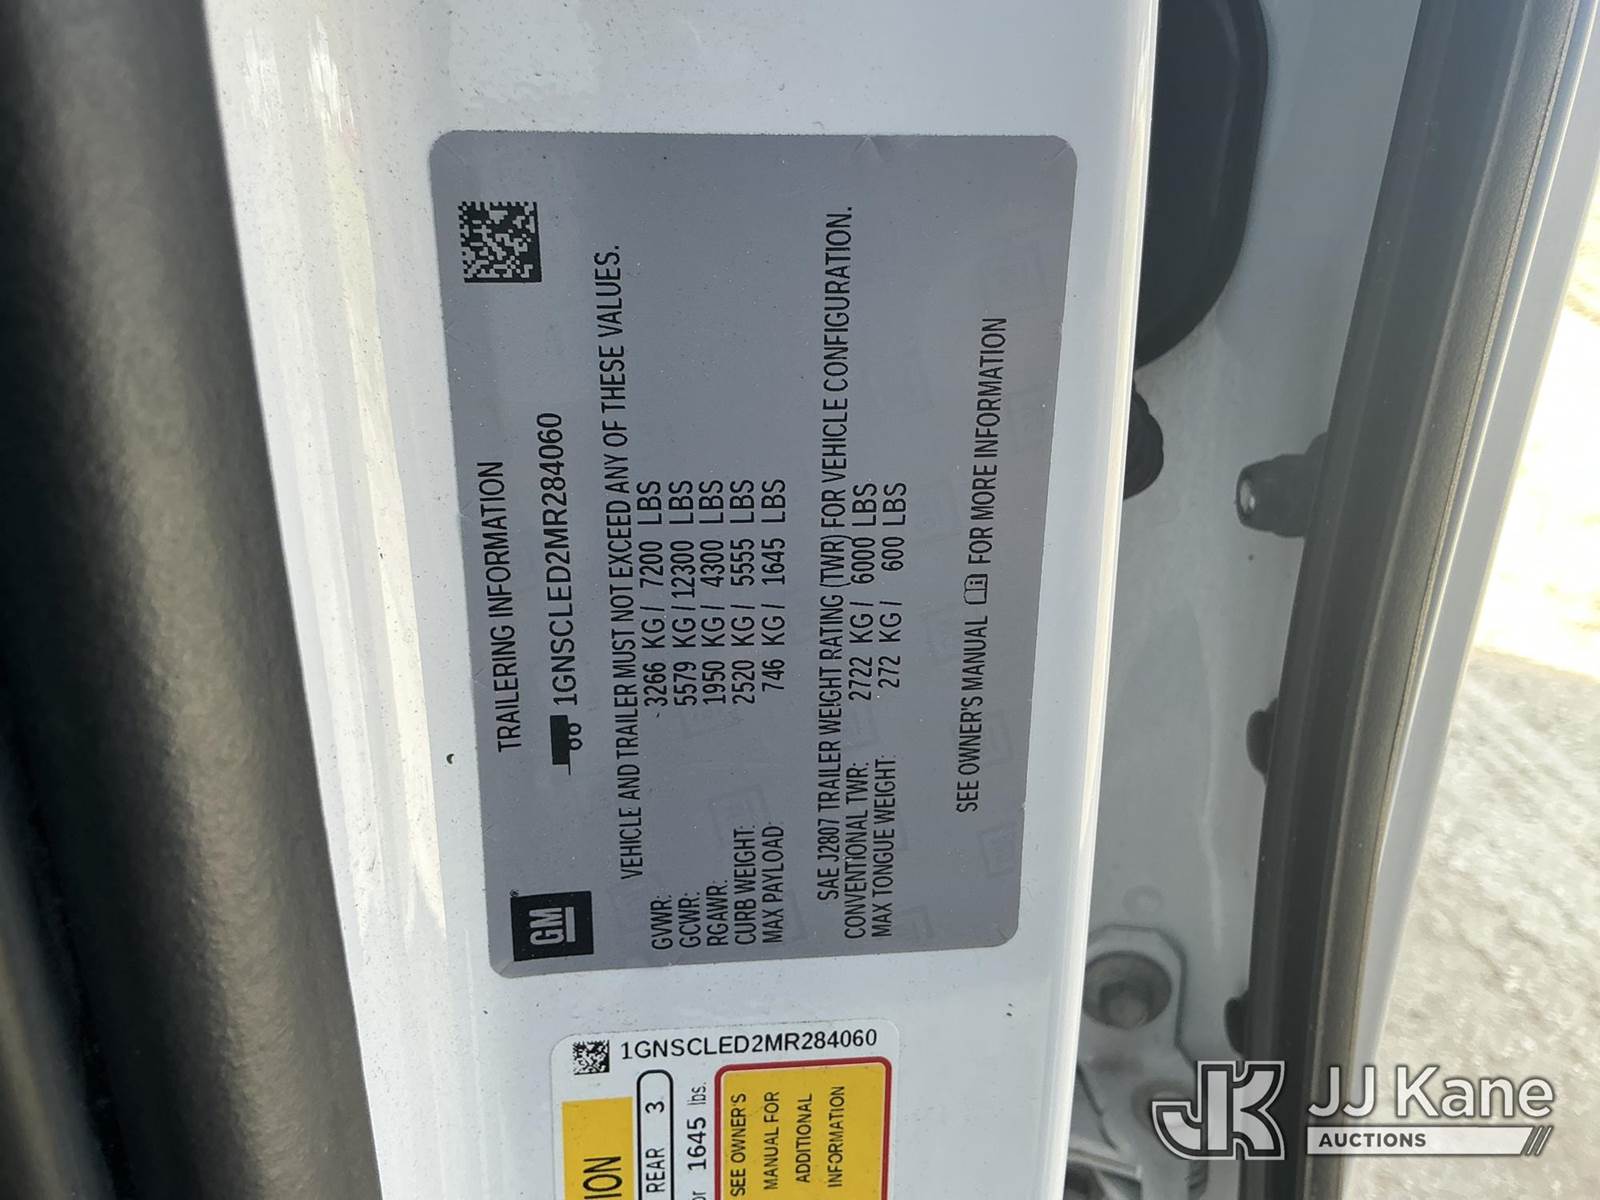 GM
TRAILERING INFORMATION
1GNSCLED2MR284060
VEHICLE AND TRAILER MUST NOT EXCEED ANY OF THESE VALUES.
GVWR: 3266 KG / 7200 LBS
GCWR: 5579 KG / 12300 LBS
RGAWR: 1950 KG / 4300 LBS
CURB WEIGHT: 2520 KG / 5555 LBS
MAX PAYLOAD: 746 KG / 1645 LBS
SAE J2807 TRAILER WEIGHT RATING (TWR) FOR VEHICLE CONFIGURATION.
CONVENTIONAL TWR: 2722 KG / 6000 LBS
MAX TONGUE WEIGHT: 272 KG / 600 LBS
SEE OWNER'S MANUAL FOR MORE INFORMATION
1GNSCLED2MR284060
REAR 3
1645 lbs.
SEE OWNER'S
MANUAL FOR
ADDITIONAL
INFORMATION
JK JJ Kane
AUCTIONS